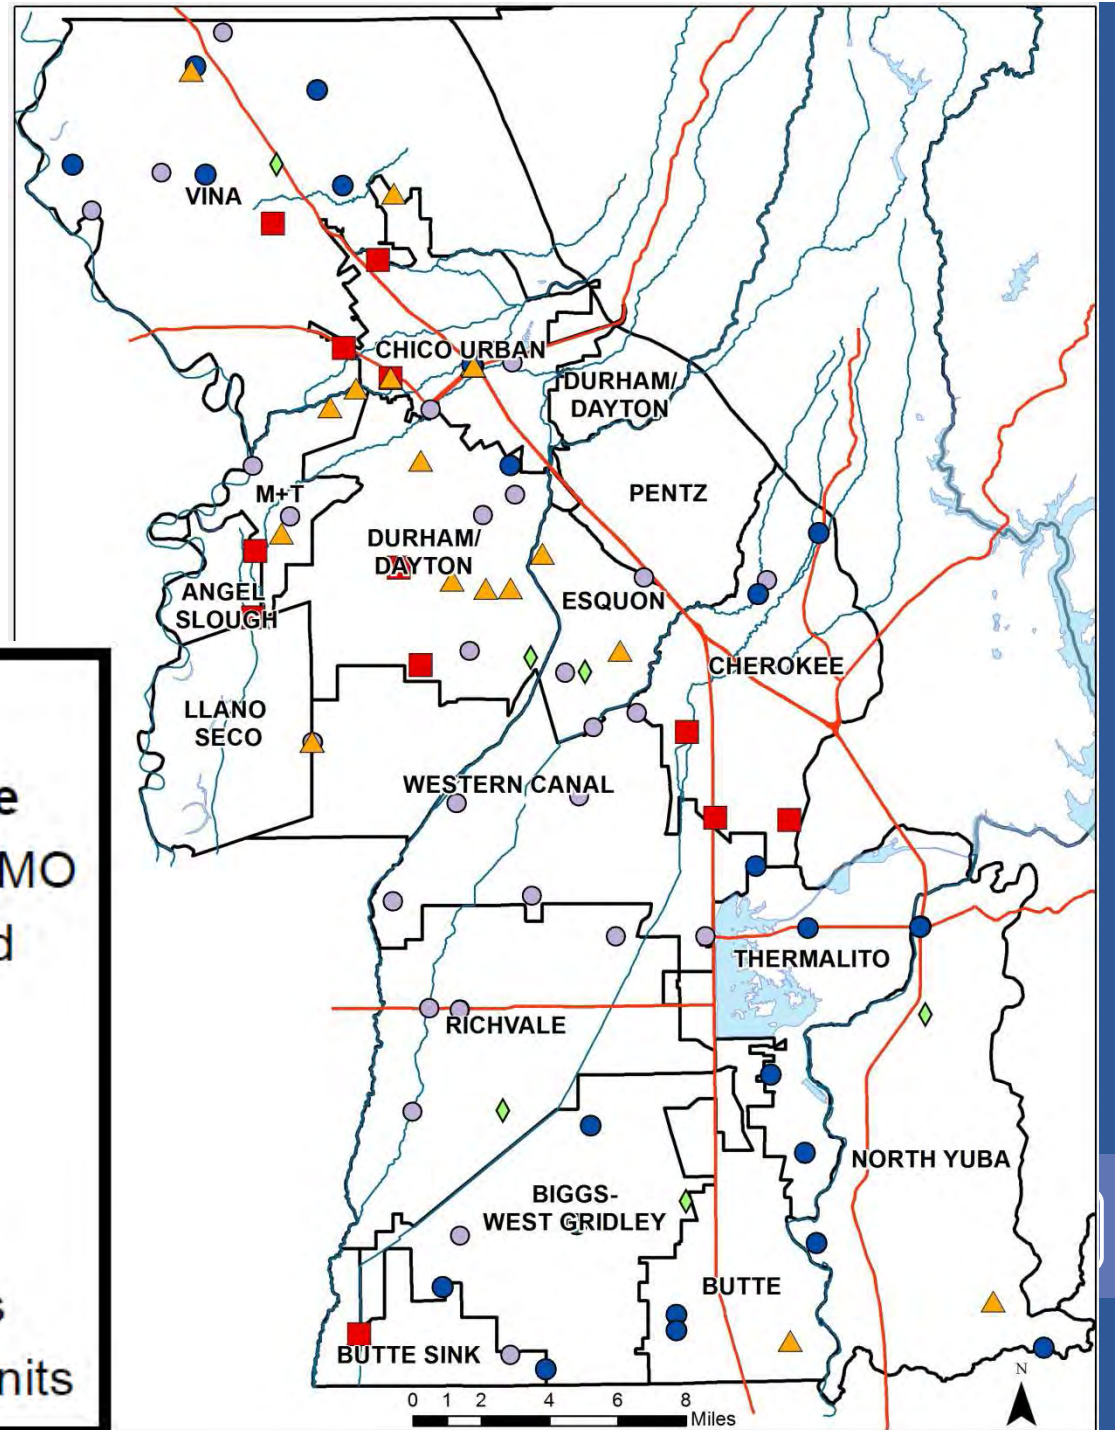 VINA
CHICO URBAN
DURHAM/
DAYTON
PENTZ
M+T
DURHAM/
DAYTON
ANGEL
SLOUGH
ESQUON
CHEROKEE
LLANO
SECO
WESTERN CANAL
e
MO
d
THERMALITO
RICHVALE
NORTH YUBA
BIGGS-
WEST GRIDLEY
BUTTE
s
nits
BUTTE SINK
N
0 1 2 4 6 8
Miles